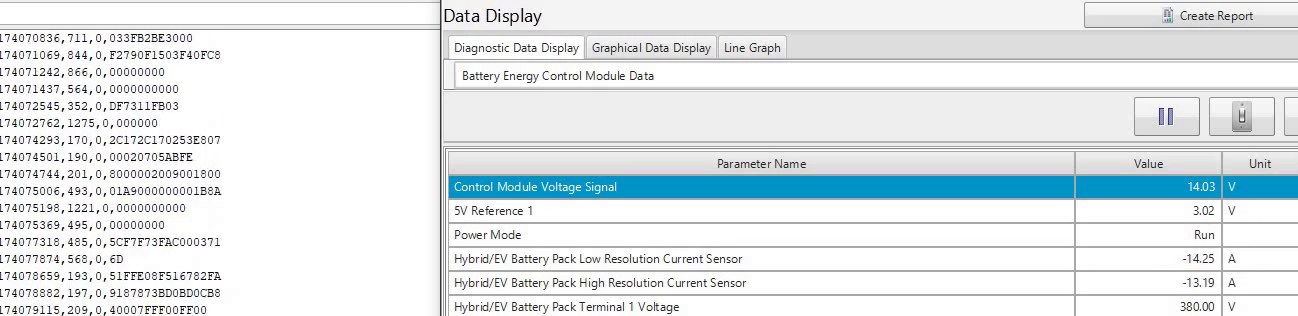 174070836,711,0,033FB2BE3000
174071069,844,0,F2790F1503F40FC8
174071242,866,0,00000000
174071437,564,0,0000000000
174072545,352,0,DF7311FB03
174072762,1275,0,000000
174074293,170,0,2C172C170253E807
174074501,190,0,00020705ABFE
174074744,201,0,8000002009001800
174075006,493,0,01A9000000001B8A
174075198,1221,0,0000000000
174075369,495,0,00000000
174077318,485,0,5CF7F73FAC000371
174077874,568,0,6D
174078659,193,0,51FFE08F516782FA
174078882,197,0,9187873BD0BD0CB8
174079115,209,0,40007FFF00FF00
Data Display
Create Report
Diagnostic Data Display Graphical Data Display Line Graph
Battery Energy Control Module Data
Parameter Name Value Unit
Control Module Voltage Signal 14.03 V
5V Reference 1 3.02 V
Power Mode Run
Hybrid/EV Battery Pack Low Resolution Current Sensor -14.25 A
Hybrid/EV Battery Pack High Resolution Current Sensor -13.19 A
Hybrid/EV Battery Pack Terminal 1 Voltage 380.00 V